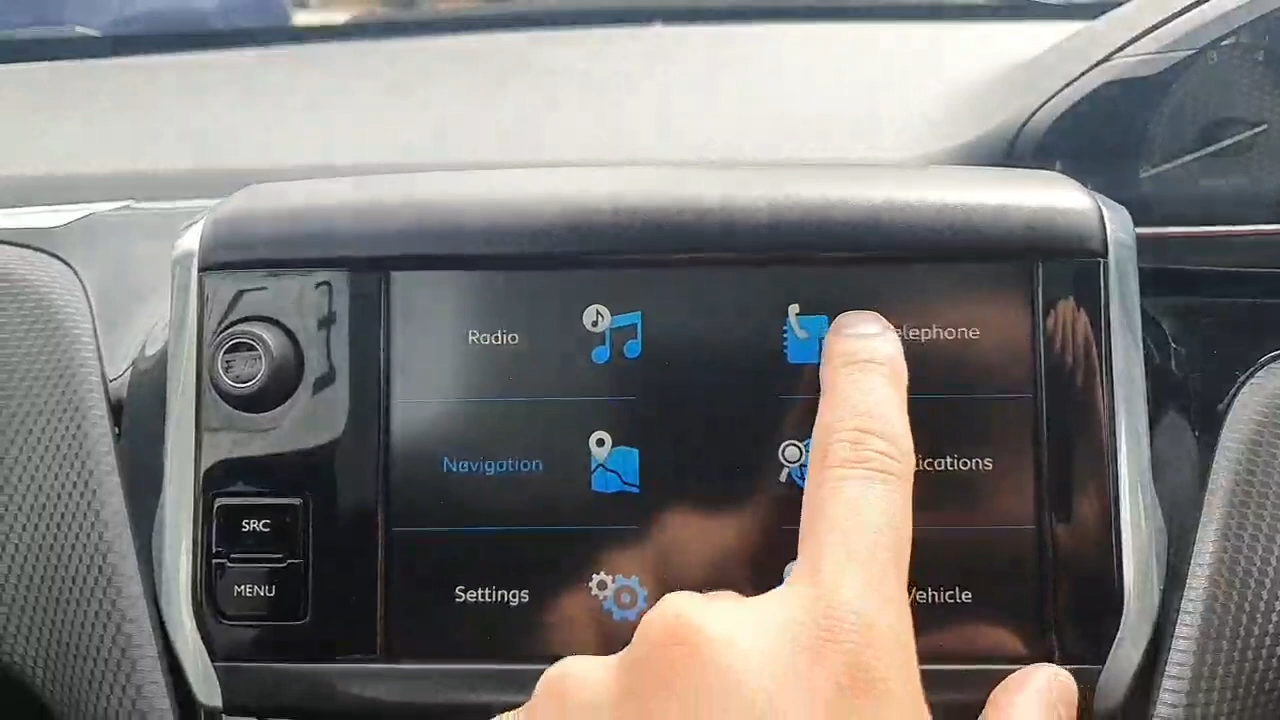 Radio
elephone
Navigation
lications
Settings
Vehicle
SRC
MENU